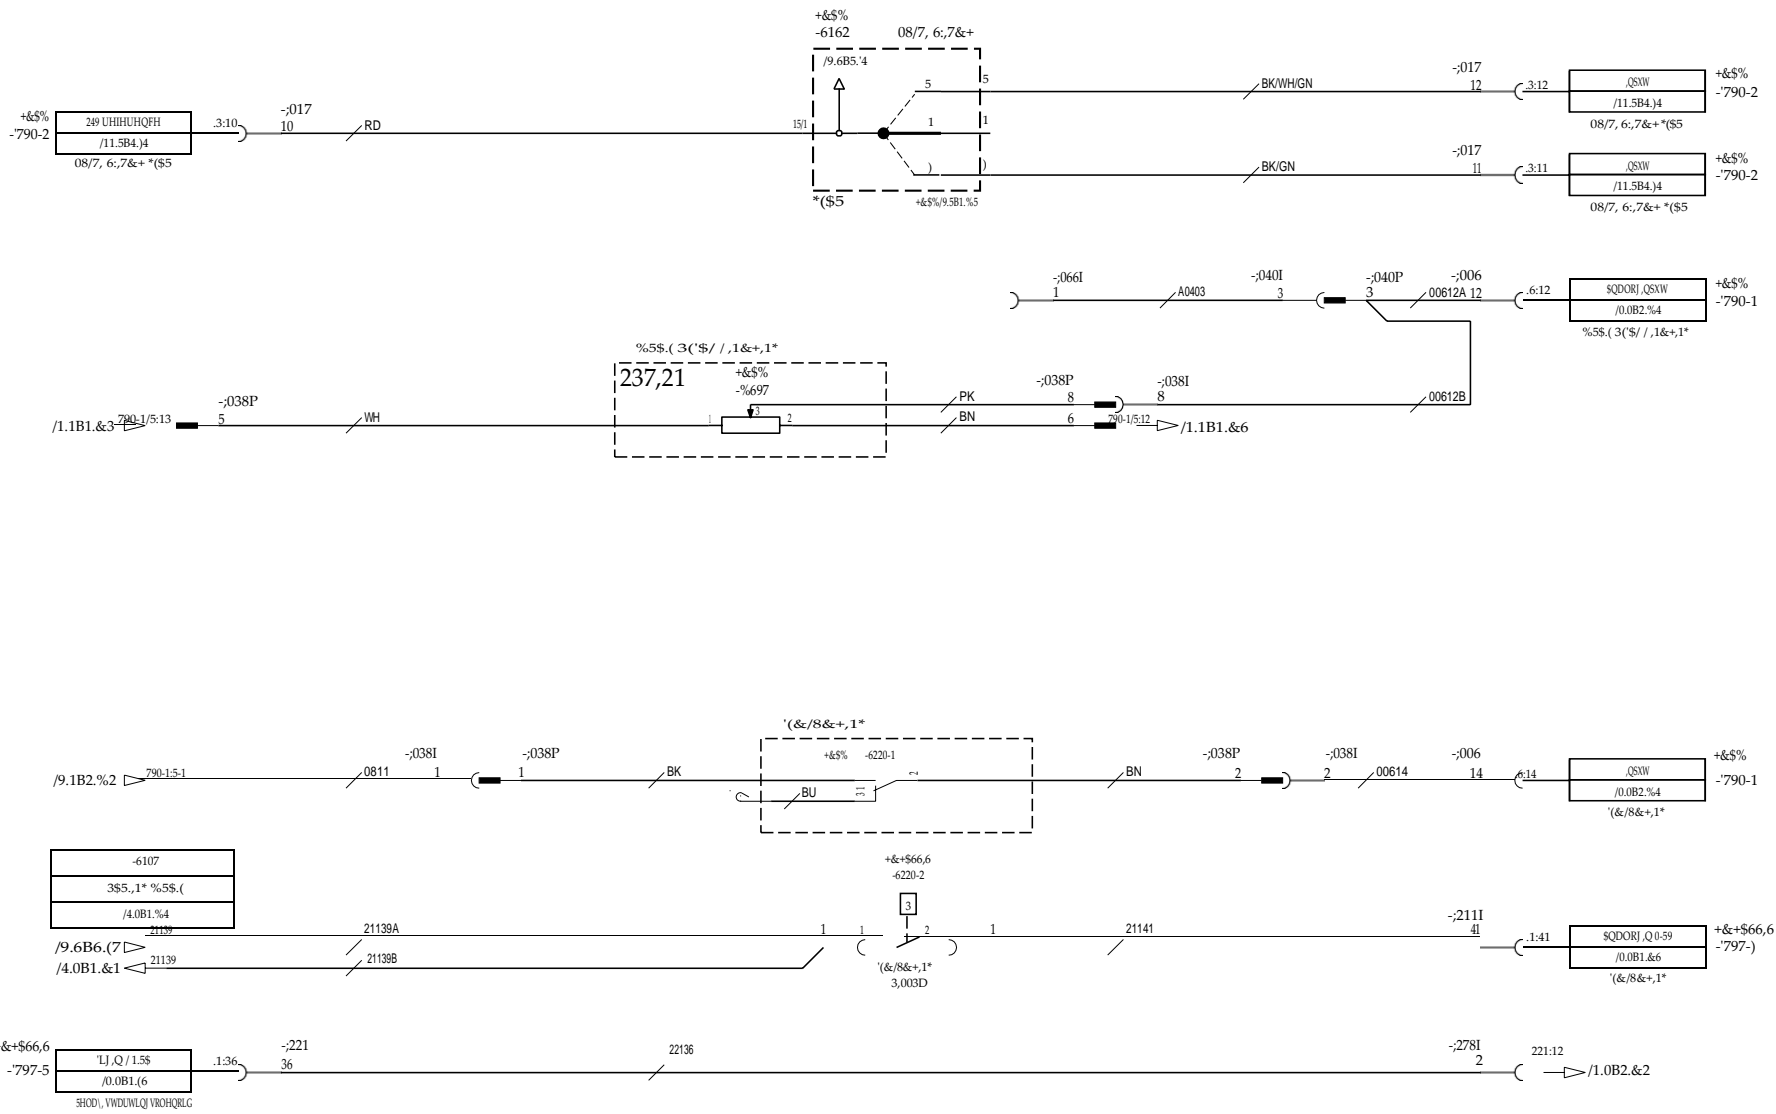 +&$%
-6162 08/7, 6:,7&+
/9.6B5.'4
+&$%
-'790-2
249 UHIHUHQFH
/11.5B4.)4
08/7, 6:,7&+ *($5
.3:10
-;017
10
RD
15/1
5 5
1 1
) )
*($5
+&$%/9.5B1.%5
BK/WH/GN
-;017
12
.3:12
,QSXW
/11.5B4.)4
08/7, 6:,7&+ *($5
+&$%
-'790-2
BK/GN
-;017
11
.3:11
,QSXW
/11.5B4.)4
08/7, 6:,7&+ *($5
+&$%
-'790-2
-;066I
1
A0403
-;040I
3
-;040P
3
00612A
-;006
12
.6:12
$QDORJ ,QSXW
/0.0B2.%4
%5$.( 3('$/ / ,1&+,1*
+&$%
-'790-1
%5$.( 3('$/ / ,1&+,1*
237,21
+&$%
-%697
/1.1B1.&3
790-1/5:13
-;038P
5
WH
1
3
2
PK
BN
-;038P
8
6
-;038I
8
790-1/5:12
/1.1B1.&6
00612B
'(&/8&+,1*
+&$% -6220-1
/9.1B2.%2
790-1:5-1
0811
-;038I
1
-;038P
1
BK
BU
3 1
2
BN
-;038P
2
-;038I
2
00614
-;006
14
.6:14
,QSXW
/0.0B2.%4
'(&/8&+,1*
+&$%
-'790-1
-6107
3$5.,1* %5$.(
/4.0B1.%4
+&+$66,6
-6220-2
3
/9.6B6.(7
21139
21139A
1
1
2
1
21141
-;211I
41
.1:41
$QDORJ ,Q 0-59
/0.0B1.&6
'(&/8&+,1*
+&+$66,6
-'797-)
/4.0B1.&1
21139
21139B
'(&/8&+,1*
3,003D
&+$66,6
-'797-5
'LJ ,Q / 1.5$
/0.0B1.(6
5HOD\, VWDUWLQJ VROHQRLG
.1:36
-;221
36
22136
-;278I
2
221:12
/1.0B2.&2